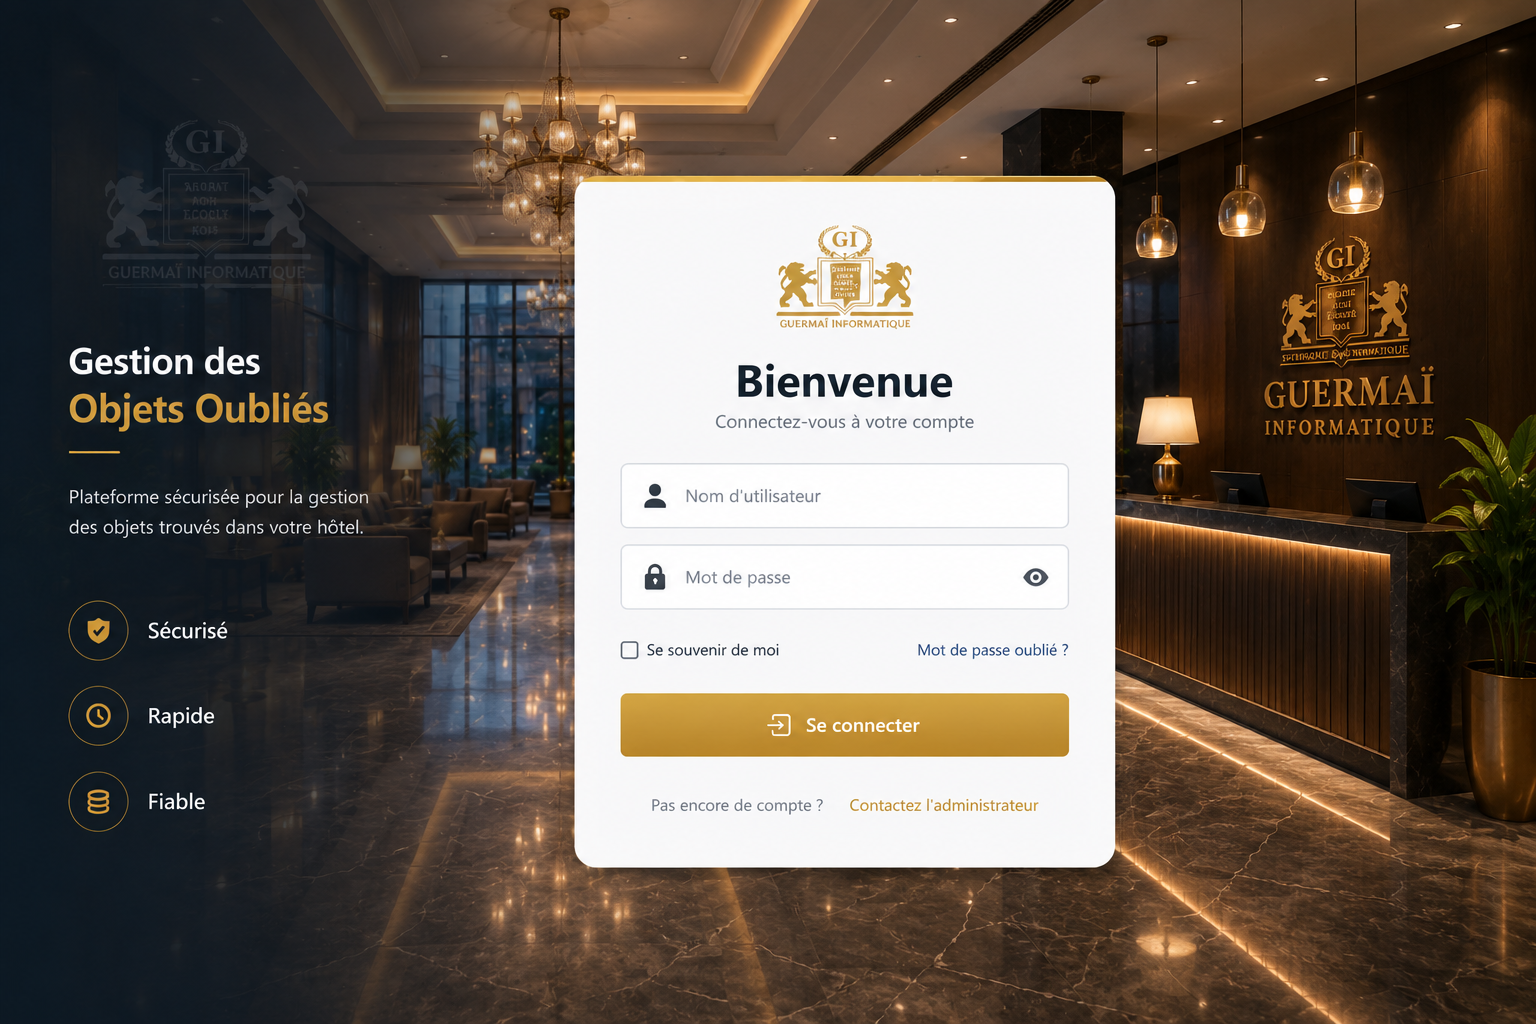 GI
GUERMAÏ INFORMATIQUE
Gestion des
Objets Oubliés
Plateforme sécurisée pour la gestion
des objets trouvés dans votre hôtel.
Sécurisé
Rapide
Fiable
GI
GUERMAÏ INFORMATIQUE
Bienvenue
Connectez-vous à votre compte
Nom d'utilisateur
Mot de passe
Se souvenir de moi
Mot de passe oublié ?
Se connecter
Pas encore de compte ? Contactez l'administrateur
GI
GUERMAÏ
INFORMATIQUE